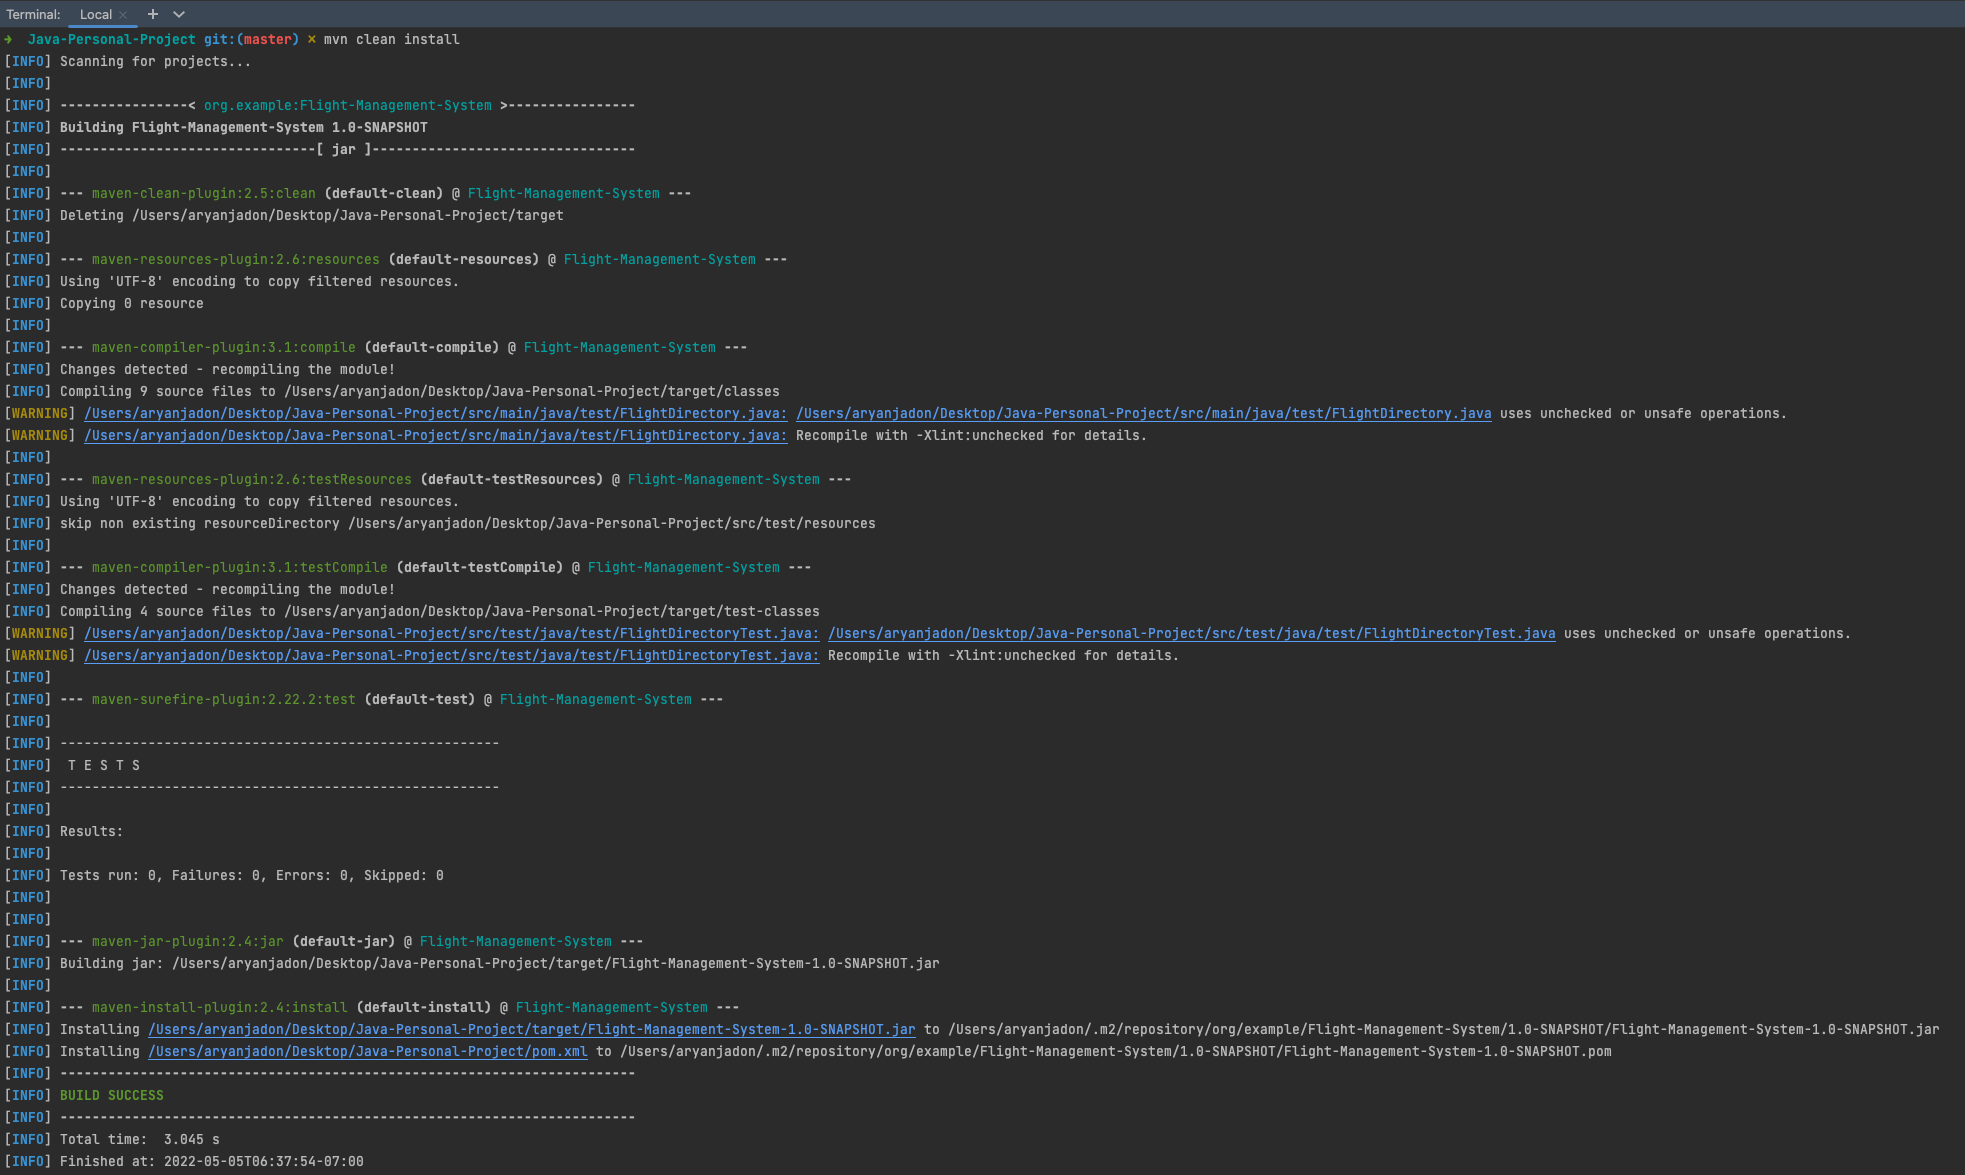 Terminal: Local × + ⌄
➜ Java-Personal-Project git:(master) ✗ mvn clean install
[INFO] Scanning for projects...
[INFO]
[INFO] ----------------< org.example:Flight-Management-System >----------------
[INFO] Building Flight-Management-System 1.0-SNAPSHOT
[INFO] --------------------------------[ jar ]---------------------------------
[INFO]
[INFO] --- maven-clean-plugin:2.5:clean (default-clean) @ Flight-Management-System ---
[INFO] Deleting /Users/aryanjadon/Desktop/Java-Personal-Project/target
[INFO]
[INFO] --- maven-resources-plugin:2.6:resources (default-resources) @ Flight-Management-System ---
[INFO] Using 'UTF-8' encoding to copy filtered resources.
[INFO] Copying 0 resource
[INFO]
[INFO] --- maven-compiler-plugin:3.1:compile (default-compile) @ Flight-Management-System ---
[INFO] Changes detected - recompiling the module!
[INFO] Compiling 9 source files to /Users/aryanjadon/Desktop/Java-Personal-Project/target/classes
[WARNING] /Users/aryanjadon/Desktop/Java-Personal-Project/src/main/java/test/FlightDirectory.java: /Users/aryanjadon/Desktop/Java-Personal-Project/src/main/java/test/FlightDirectory.java uses unchecked or unsafe operations.
[WARNING] /Users/aryanjadon/Desktop/Java-Personal-Project/src/main/java/test/FlightDirectory.java: Recompile with -Xlint:unchecked for details.
[INFO]
[INFO] --- maven-resources-plugin:2.6:testResources (default-testResources) @ Flight-Management-System ---
[INFO] Using 'UTF-8' encoding to copy filtered resources.
[INFO] skip non existing resourceDirectory /Users/aryanjadon/Desktop/Java-Personal-Project/src/test/resources
[INFO]
[INFO] --- maven-compiler-plugin:3.1:testCompile (default-testCompile) @ Flight-Management-System ---
[INFO] Changes detected - recompiling the module!
[INFO] Compiling 4 source files to /Users/aryanjadon/Desktop/Java-Personal-Project/target/test-classes
[WARNING] /Users/aryanjadon/Desktop/Java-Personal-Project/src/test/java/test/FlightDirectoryTest.java: /Users/aryanjadon/Desktop/Java-Personal-Project/src/test/java/test/FlightDirectoryTest.java uses unchecked or unsafe operations.
[WARNING] /Users/aryanjadon/Desktop/Java-Personal-Project/src/test/java/test/FlightDirectoryTest.java: Recompile with -Xlint:unchecked for details.
[INFO]
[INFO] --- maven-surefire-plugin:2.22.2:test (default-test) @ Flight-Management-System ---
[INFO]
[INFO] -------------------------------------------------------
[INFO]  T E S T S
[INFO] -------------------------------------------------------
[INFO]
[INFO] Results:
[INFO]
[INFO] Tests run: 0, Failures: 0, Errors: 0, Skipped: 0
[INFO]
[INFO]
[INFO] --- maven-jar-plugin:2.4:jar (default-jar) @ Flight-Management-System ---
[INFO] Building jar: /Users/aryanjadon/Desktop/Java-Personal-Project/target/Flight-Management-System-1.0-SNAPSHOT.jar
[INFO]
[INFO] --- maven-install-plugin:2.4:install (default-install) @ Flight-Management-System ---
[INFO] Installing /Users/aryanjadon/Desktop/Java-Personal-Project/target/Flight-Management-System-1.0-SNAPSHOT.jar to /Users/aryanjadon/.m2/repository/org/example/Flight-Management-System/1.0-SNAPSHOT/Flight-Management-System-1.0-SNAPSHOT.jar
[INFO] Installing /Users/aryanjadon/Desktop/Java-Personal-Project/pom.xml to /Users/aryanjadon/.m2/repository/org/example/Flight-Management-System/1.0-SNAPSHOT/Flight-Management-System-1.0-SNAPSHOT.pom
[INFO] ------------------------------------------------------------------------
[INFO] BUILD SUCCESS
[INFO] ------------------------------------------------------------------------
[INFO] Total time:  3.045 s
[INFO] Finished at: 2022-05-05T06:37:54-07:00